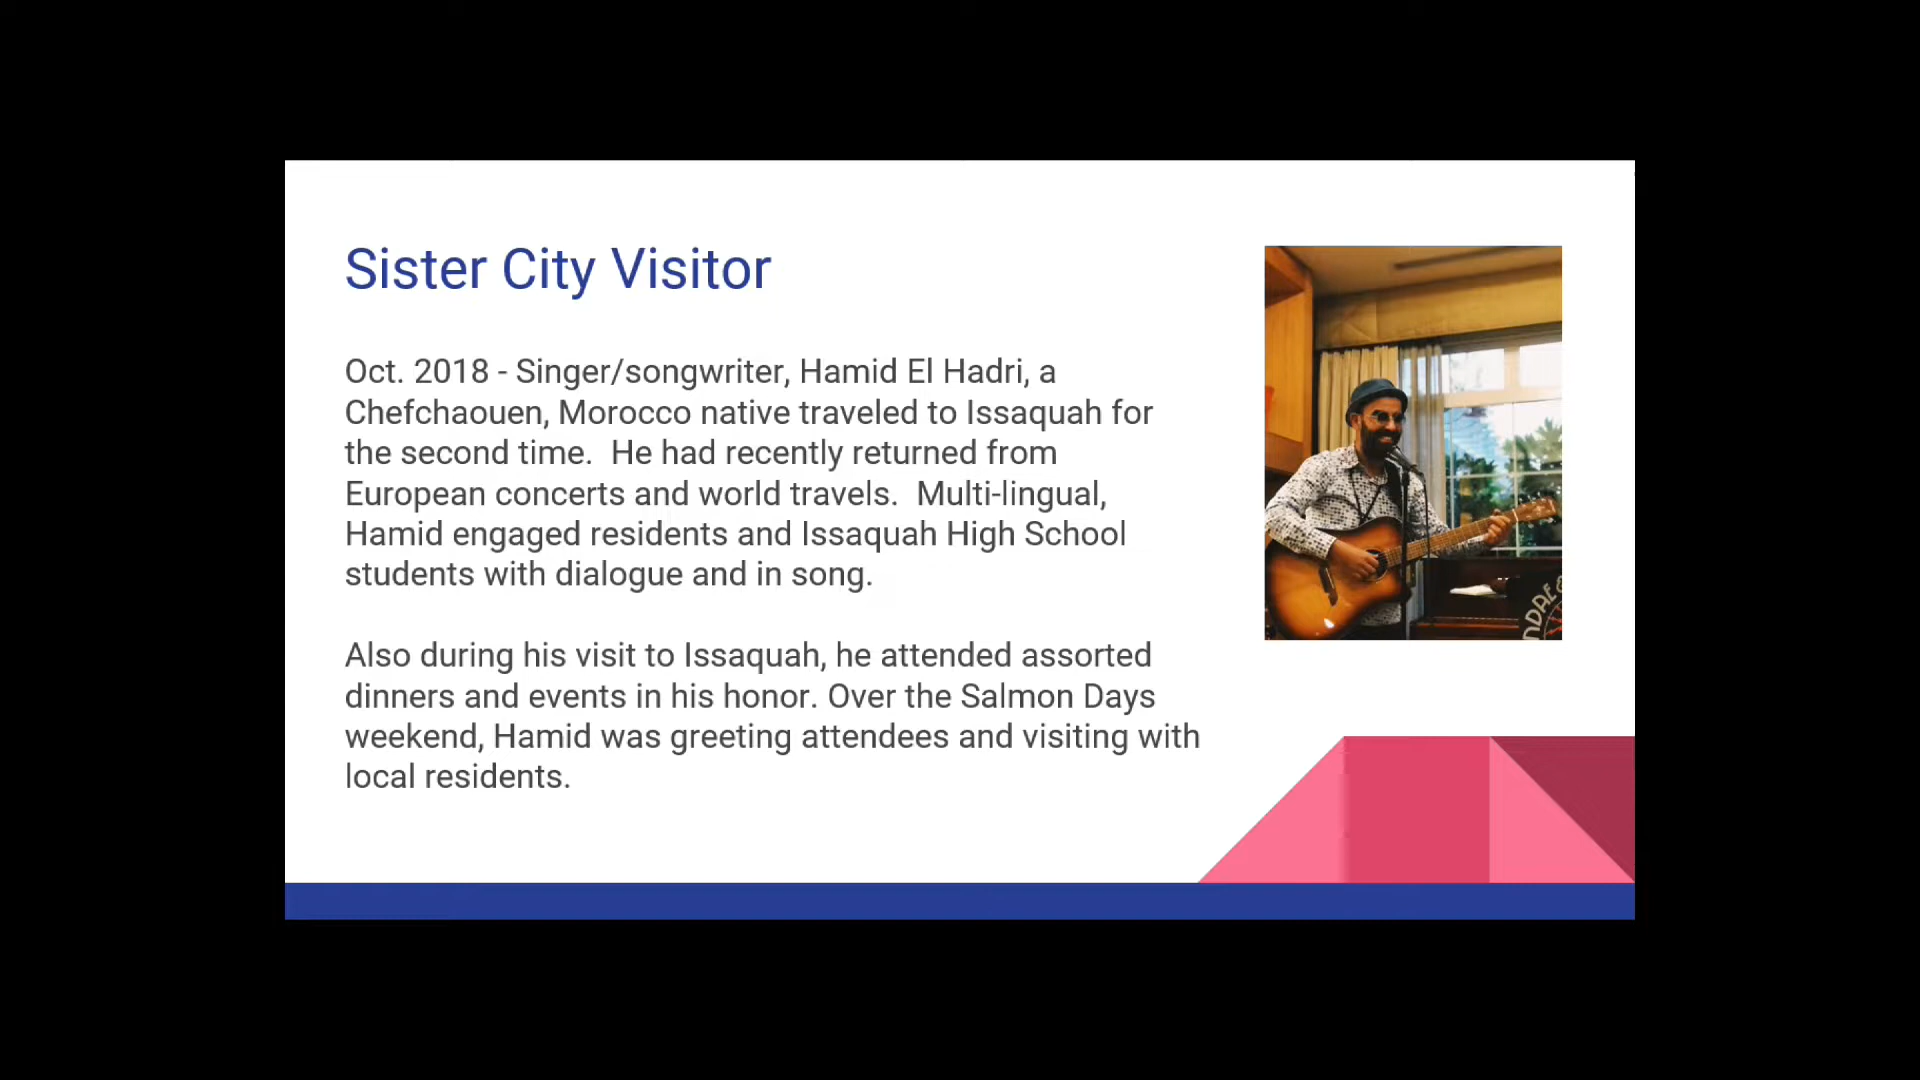 Sister City Visitor
Oct. 2018 - Singer/songwriter, Hamid El Hadri, a
Chefchaouen, Morocco native traveled to Issaquah for
the second time.  He had recently returned from
European concerts and world travels.  Multi-lingual,
Hamid engaged residents and Issaquah High School
students with dialogue and in song.
Also during his visit to Issaquah, he attended assorted
dinners and events in his honor. Over the Salmon Days
weekend, Hamid was greeting attendees and visiting with
local residents.